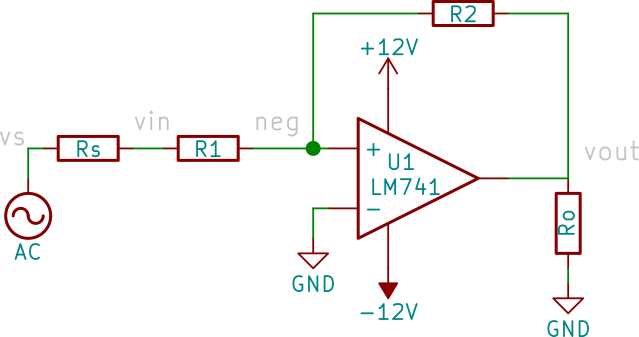 R2
+12V
vs
vin
neg
Rs
R1
+
U1
LM741
−
vout
Ro
AC
GND
−12V
GND